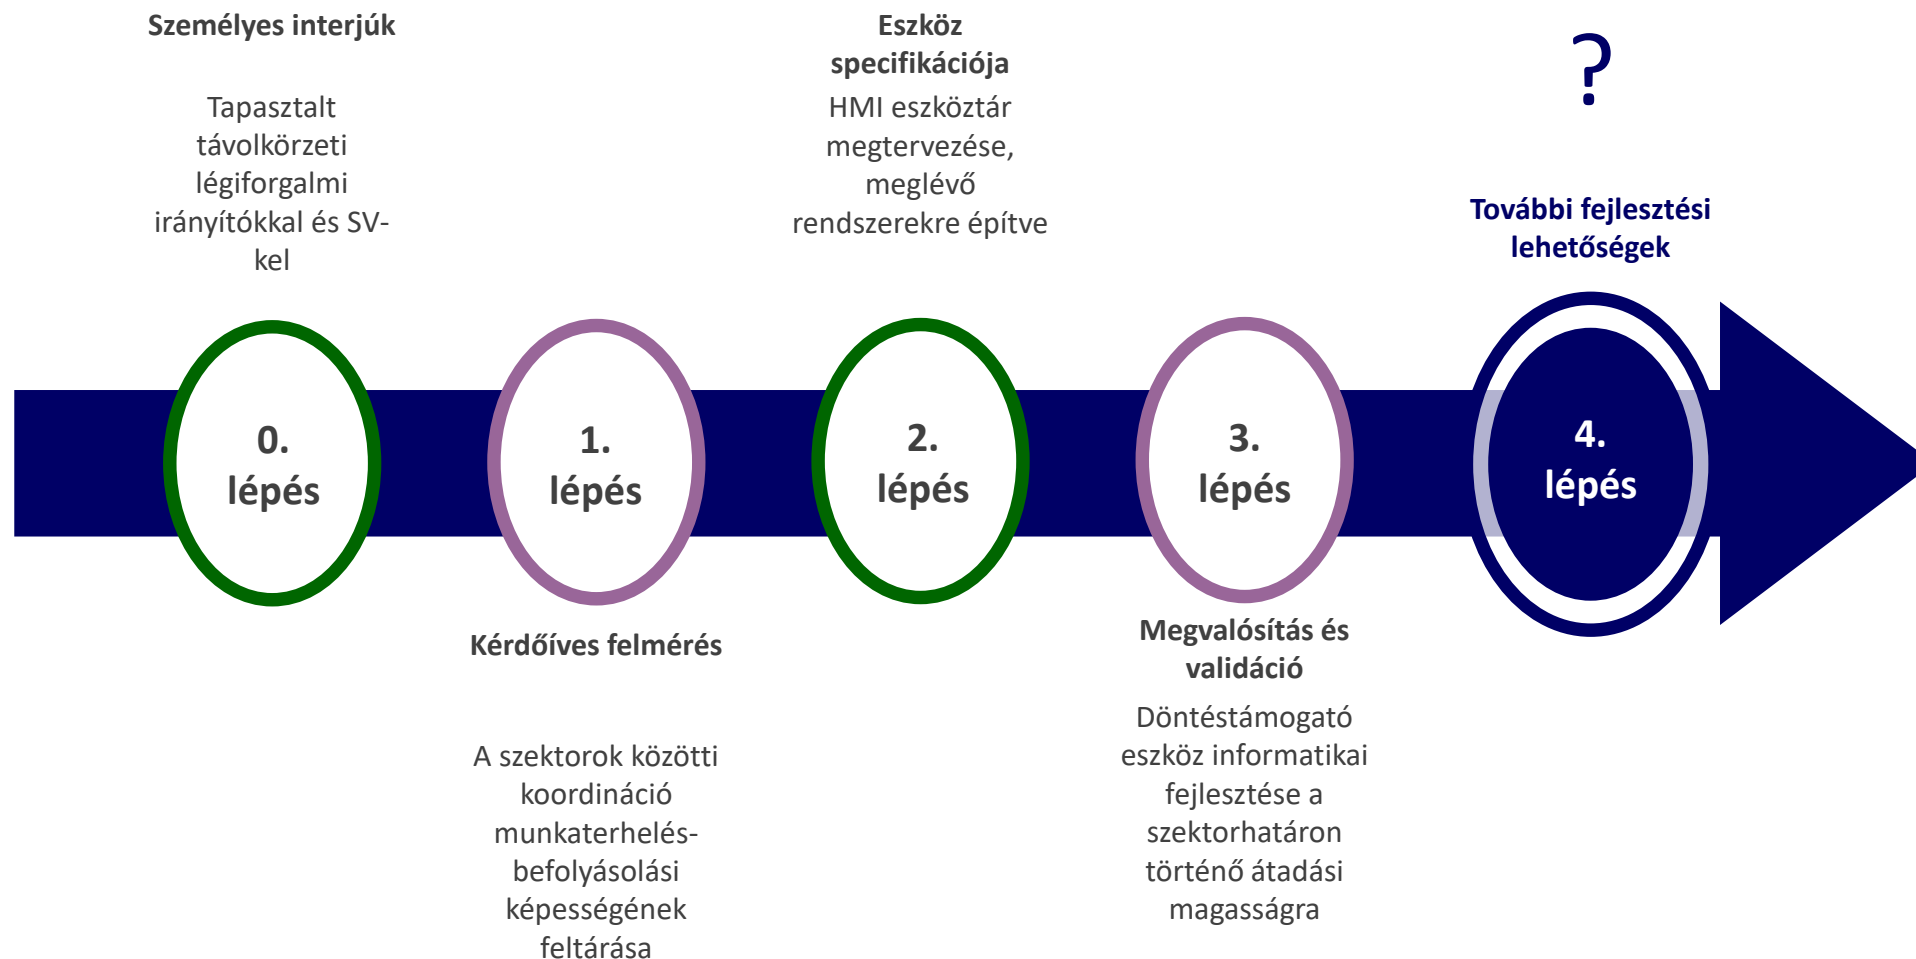 Személyes interjúk
Tapasztalt
távolkörzeti
légiforgalmi
irányítókkal és SV-
kel
0.
lépés
1.
lépés
Kérdőíves felmérés
A szektorok közötti
koordináció
munkaterhelés-
befolyásolási
képességének
feltárása
Eszköz
specifikációja
HMI eszköztár
megtervezése,
meglévő
rendszerekre építve
2.
lépés
3.
lépés
Megvalósítás és
validáció
Döntéstámogató
eszköz informatikai
fejlesztése a
szektorhatáron
történő átadási
magasságra
?
További fejlesztési
lehetőségek
4.
lépés